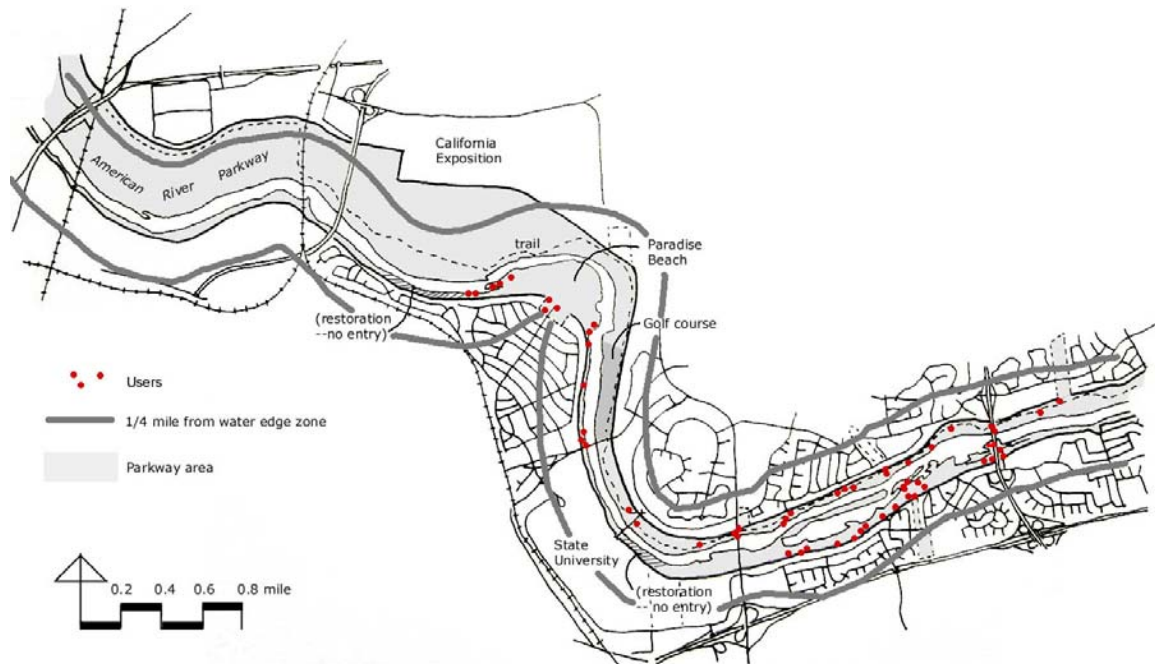 California
Exposition
American River Parkway
trail
Paradise
Beach
(restoration
--no entry)
Golf course
Users
1/4 mile from water edge zone
Parkway area
State
University
(restoration
--no entry)
0.2 0.4 0.6 0.8 mile